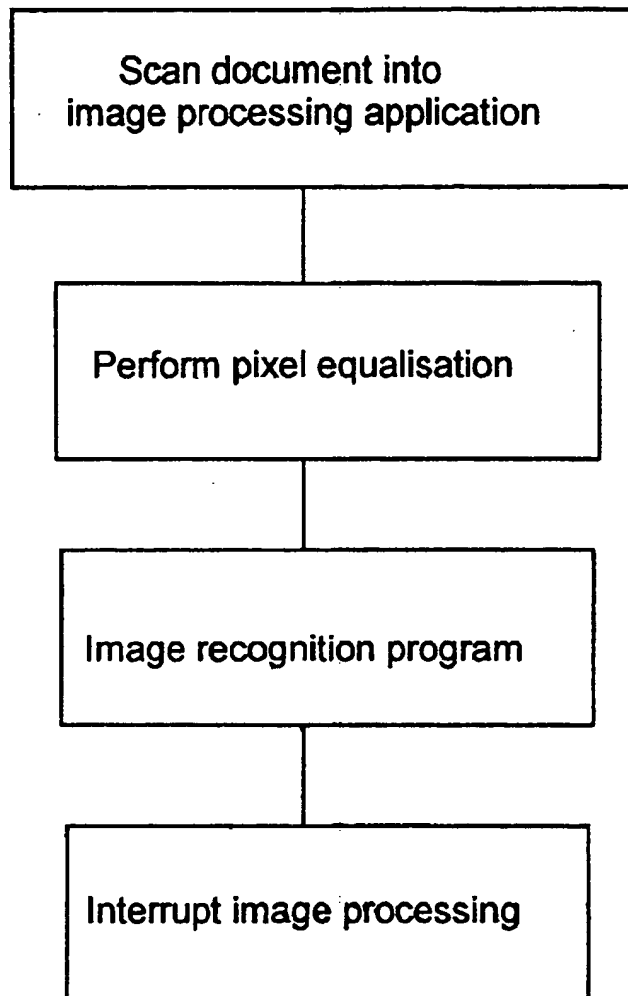 Scan document into
image processing application
Perform pixel equalisation
Image recognition program
Interrupt image processing